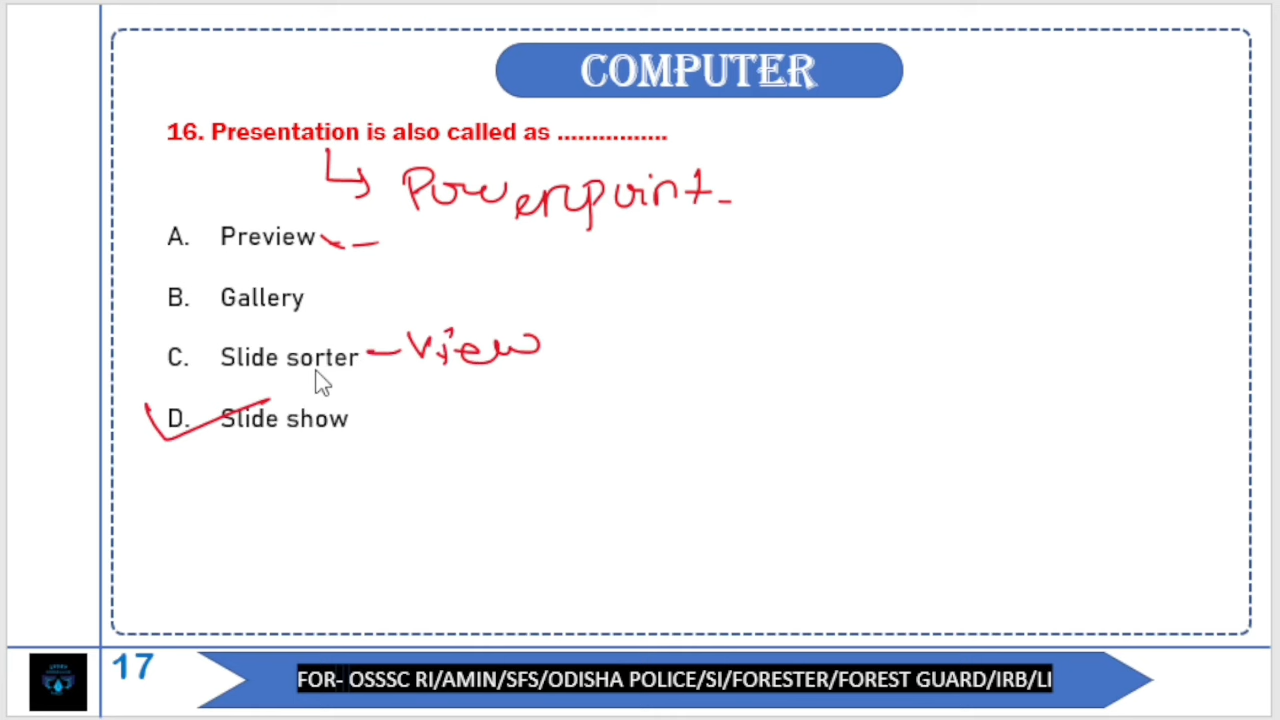 COMPUTER
16. Presentation is also called as ................
Powerpoint.
A. Preview
B. Gallery
C. Slide sorter - View
D. Slide show
17
FOR- OSSSC RI/AMIN/SFS/ODISHA POLICE/SI/FORESTER/FOREST GUARD/IRB/LI